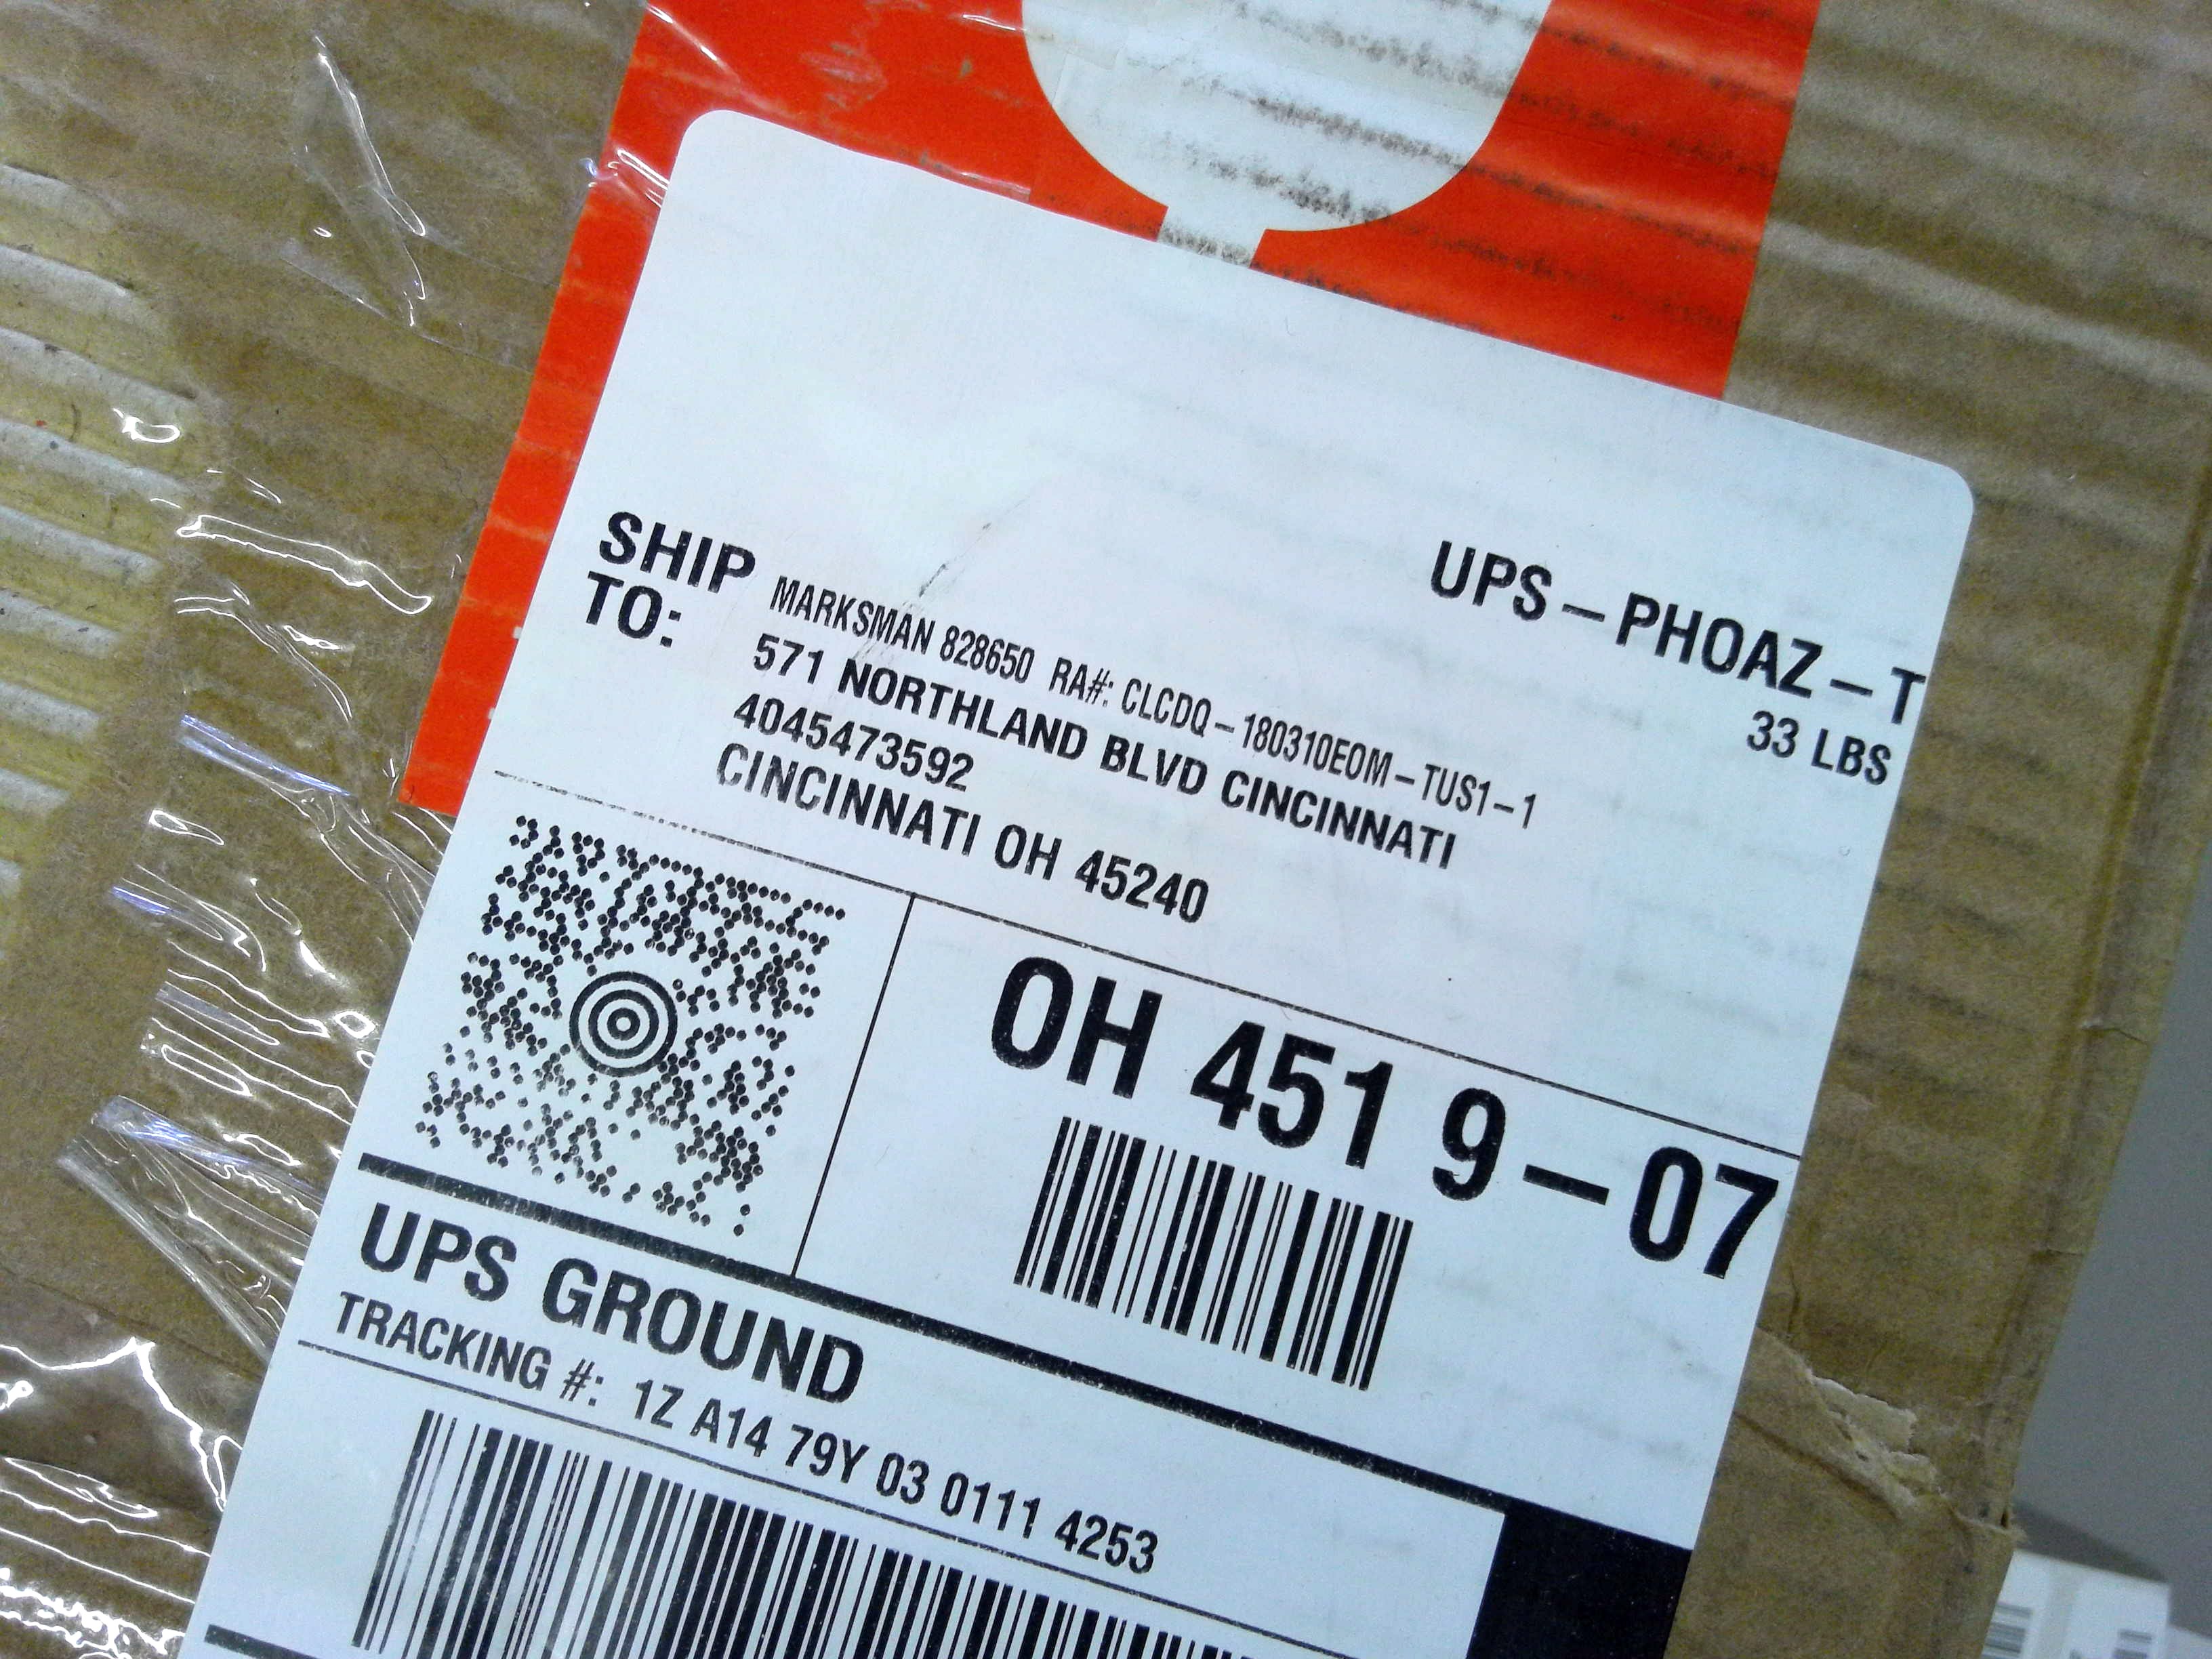 UPS – PHOAZ – T
33 LBS
SHIP TO:
MARKSMAN 828650 RA#: CLCDQ – 180310EOM – TUS1 – 1
571 NORTHLAND BLVD CINCINNATI
4045473592
CINCINNATI OH 45240
OH 451 9 – 07
UPS GROUND
TRACKING #: 1Z A14 79Y 03 0111 4253